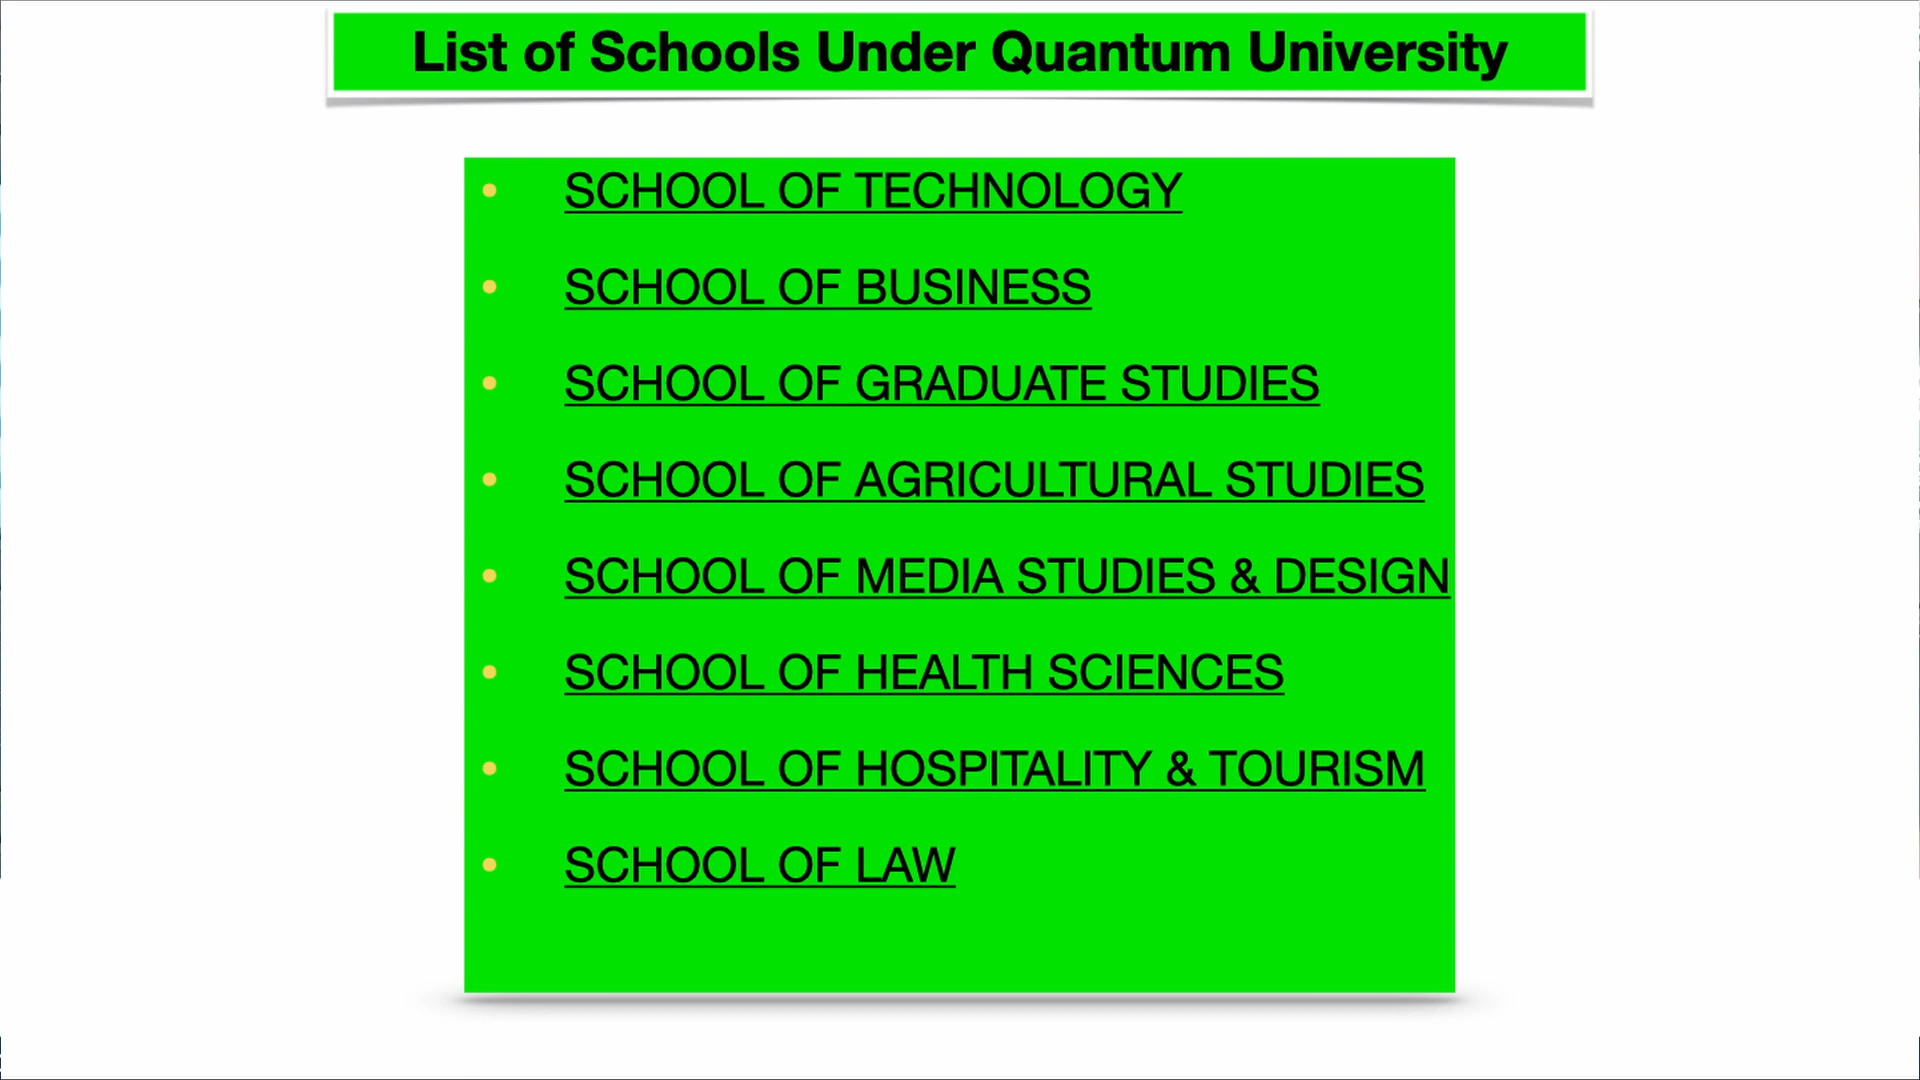 List of Schools Under Quantum University
• SCHOOL OF TECHNOLOGY
• SCHOOL OF BUSINESS
• SCHOOL OF GRADUATE STUDIES
• SCHOOL OF AGRICULTURAL STUDIES
• SCHOOL OF MEDIA STUDIES & DESIGN
• SCHOOL OF HEALTH SCIENCES
• SCHOOL OF HOSPITALITY & TOURISM
• SCHOOL OF LAW